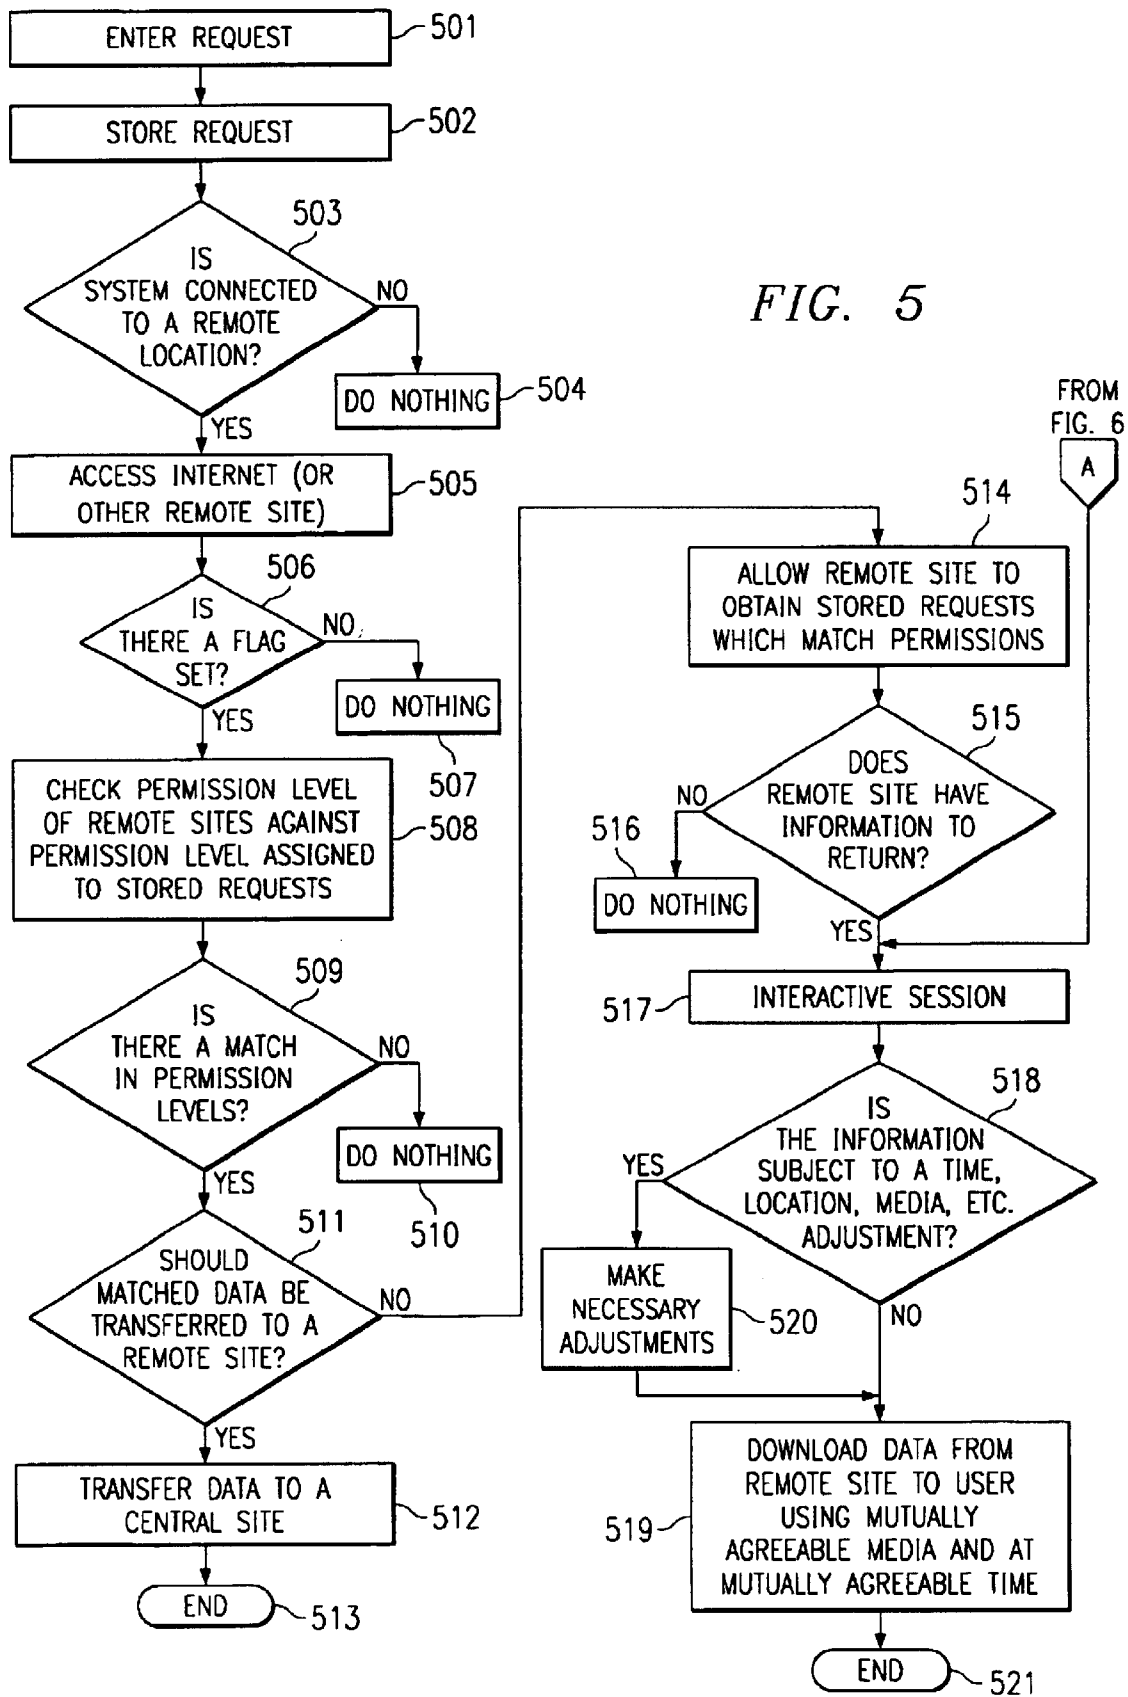 ENTER REQUEST
501
STORE REQUEST
502
503
IS
SYSTEM CONNECTED
TO A REMOTE
LOCATION?
NO
DO NOTHING
504
YES
ACCESS INTERNET (OR
OTHER REMOTE SITE)
505
506
IS
THERE A FLAG
SET?
NO
DO NOTHING
507
YES
CHECK PERMISSION LEVEL
OF REMOTE SITES AGAINST
PERMISSION LEVEL ASSIGNED
TO STORED REQUESTS
508
509
IS
THERE A MATCH
IN PERMISSION
LEVELS?
NO
DO NOTHING
510
YES
511
SHOULD
MATCHED DATA BE
TRANSFERRED TO A
REMOTE SITE?
NO
YES
TRANSFER DATA TO A
CENTRAL SITE
512
END
513
FIG. 5
FROM
FIG. 6
A
514
ALLOW REMOTE SITE TO
OBTAIN STORED REQUESTS
WHICH MATCH PERMISSIONS
515
DOES
REMOTE SITE HAVE
INFORMATION TO
RETURN?
NO
516
DO NOTHING
YES
INTERACTIVE SESSION
517
518
IS
THE INFORMATION
SUBJECT TO A TIME,
LOCATION, MEDIA, ETC.
ADJUSTMENT?
YES
MAKE
NECESSARY
ADJUSTMENTS
520
NO
DOWNLOAD DATA FROM
REMOTE SITE TO USER
USING MUTUALLY
AGREEABLE MEDIA AND AT
MUTUALLY AGREEABLE TIME
519
END
521